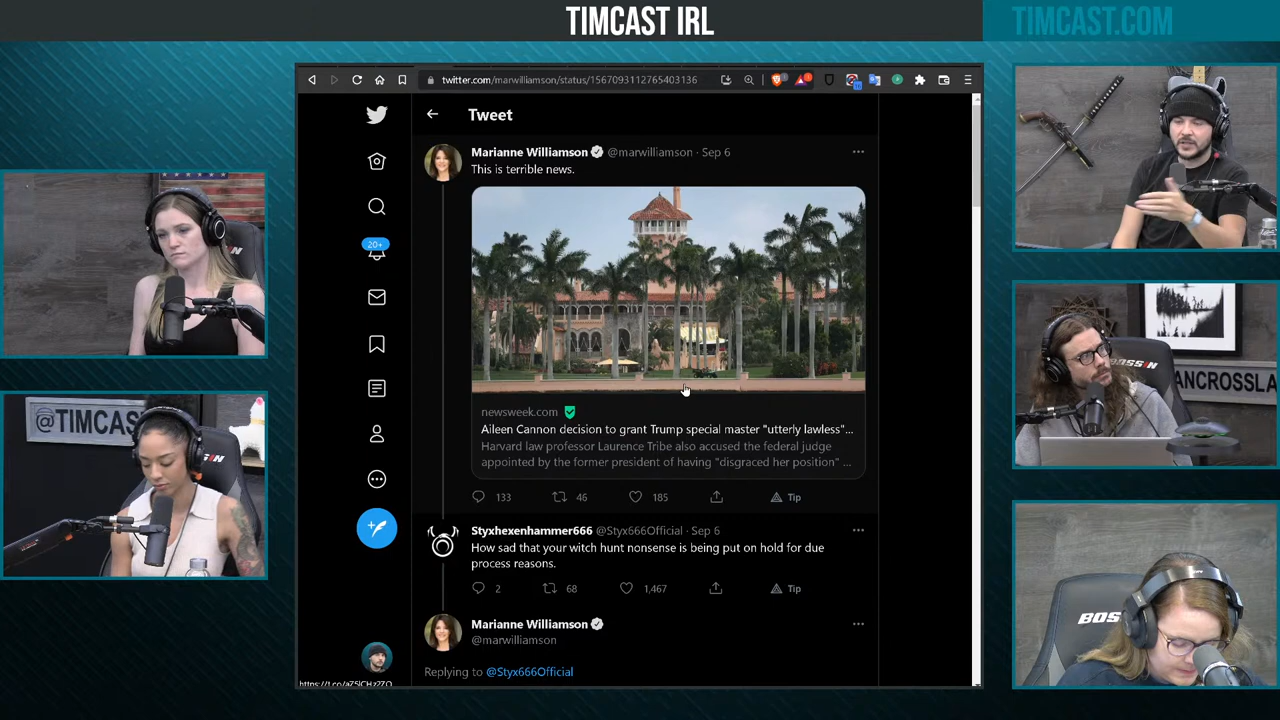 TIMCAST IRL
TIMCAST.COM
twitter.com/marwilliamson/status/1567093112765403136
Tweet
Marianne Williamson @marwilliamson · Sep 6
This is terrible news.
20+
newsweek.com
Aileen Cannon decision to grant Trump special master "utterly lawless"...
Harvard law professor Laurence Tribe also accused the federal judge
appointed by the former president of having "disgraced her position" ...
133 46 185 Tip
Styxhexenhammer666 @Styx666Official · Sep 6
How sad that your witch hunt nonsense is being put on hold for due
process reasons.
2 68 1,467 Tip
Marianne Williamson
@marwilliamson
Replying to @Styx666Official
@TIMCAST
ANCROSSLA